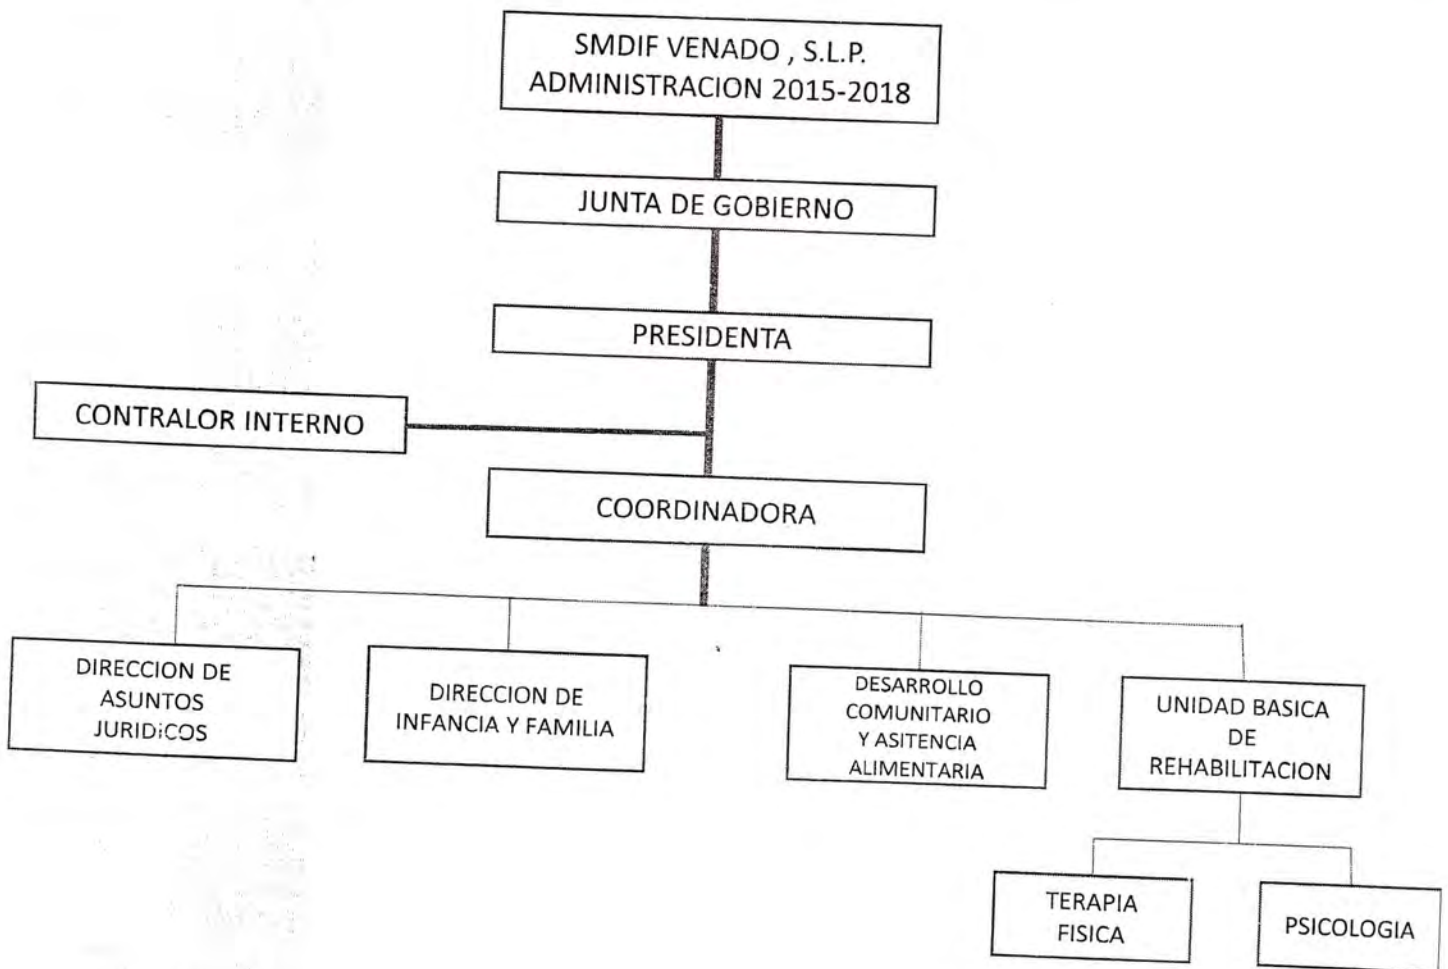 SMDIF VENADO , S.L.P.
ADMINISTRACION 2015-2018
JUNTA DE GOBIERNO
PRESIDENTA
CONTRALOR INTERNO
COORDINADORA
DIRECCION DE
ASUNTOS
JURIDiCOS
DIRECCION DE
INFANCIA Y FAMILIA
DESARROLLO
COMUNITARIO
Y ASITENCIA
ALIMENTARIA
UNIDAD BASICA
DE
REHABILITACION
TERAPIA
FISICA
PSICOLOGIA